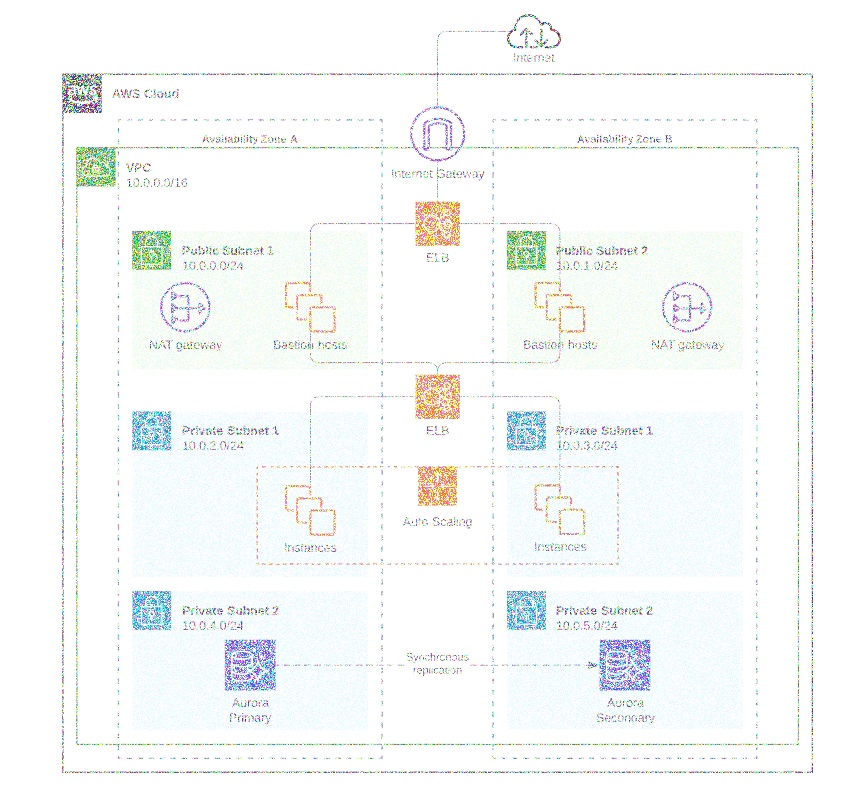 Internet
AWS Cloud
Availability Zone A
Availability Zone B
VPC
10.0.0.0/16
Internet Gateway
ELB
Public Subnet 1
10.0.0.0/24
Public Subnet 2
10.0.1.0/24
NAT gateway
Bastion hosts
Bastion hosts
NAT gateway
ELB
Private Subnet 1
10.0.2.0/24
Private Subnet 1
10.0.3.0/24
Auto Scaling
Instances
Instances
Private Subnet 2
10.0.4.0/24
Private Subnet 2
10.0.5.0/24
Synchronous
replication
Aurora
Primary
Aurora
Secondary